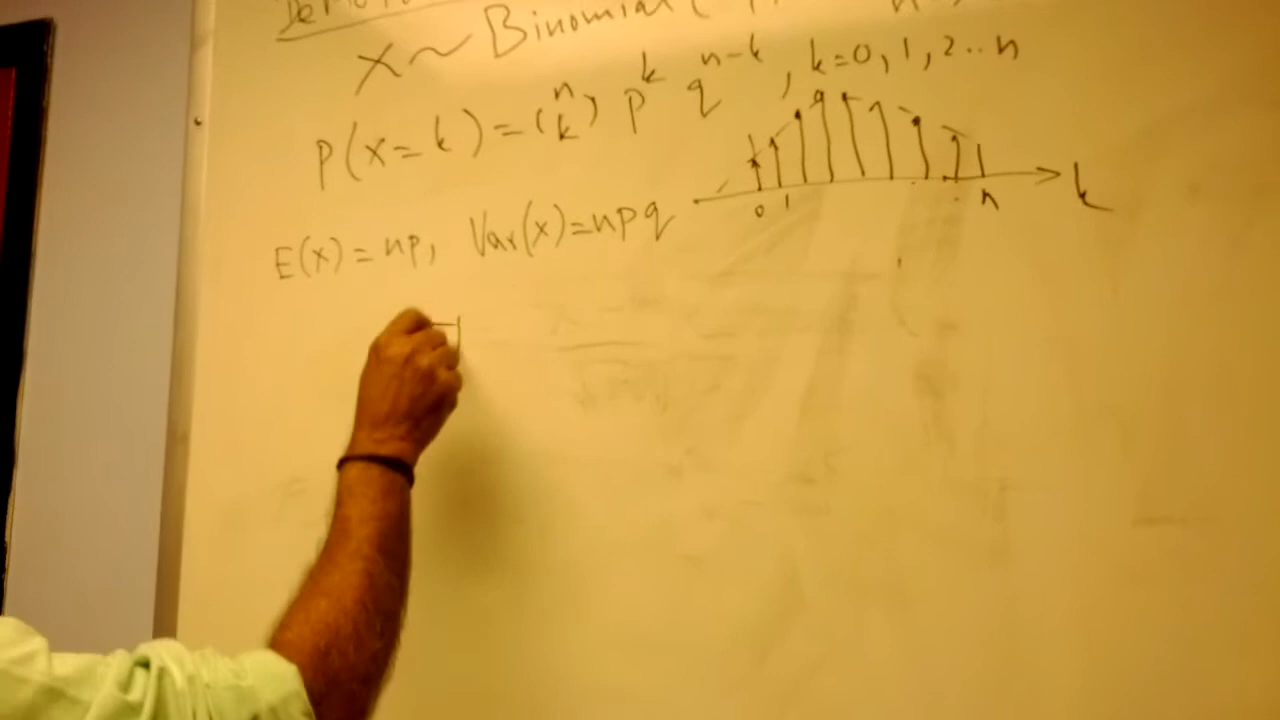 X ~ Binomial (
P(x=k) = (n k) p^k q^n-k , k=0, 1, 2..n
0 1 n k
E(x) = np, Var(x) = npq